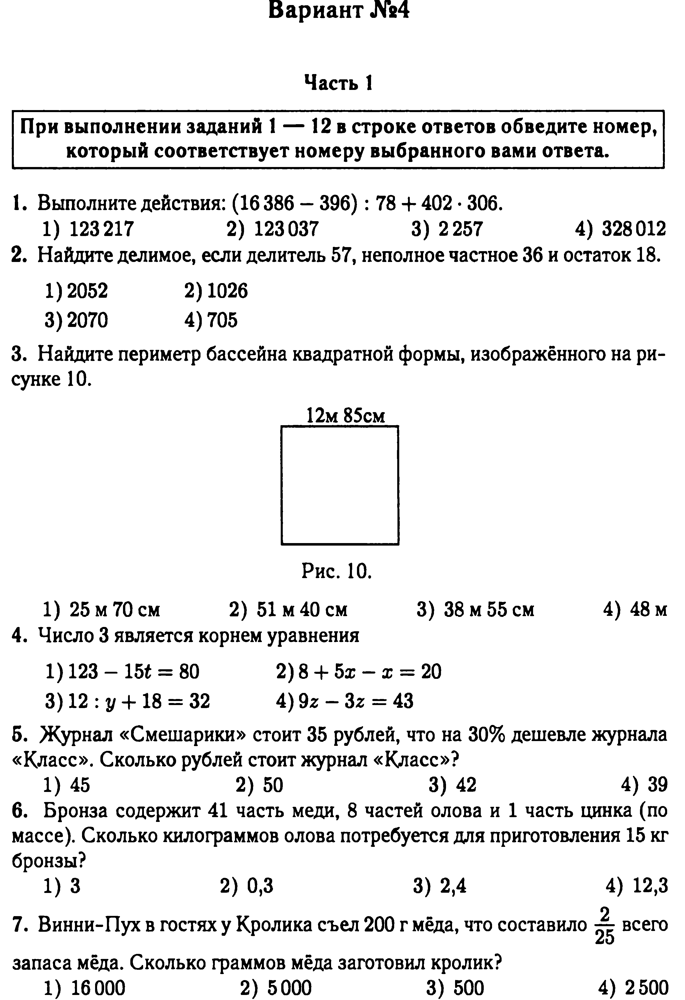 Вариант №4
Часть 1
При выполнении заданий 1 — 12 в строке ответов обведите номер,
который соответствует номеру выбранного вами ответа.
1. Выполните действия: (16 386 − 396) : 78 + 402 · 306.
1) 123 217 2) 123 037 3) 2 257 4) 328 012
2. Найдите делимое, если делитель 57, неполное частное 36 и остаток 18.
1) 2052 2) 1026
3) 2070 4) 705
3. Найдите периметр бассейна квадратной формы, изображённого на ри-
сунке 10.
12м 85см
Рис. 10.
1) 25 м 70 см 2) 51 м 40 см 3) 38 м 55 см 4) 48 м
4. Число 3 является корнем уравнения
1) 123 − 15t = 80 2) 8 + 5x − x = 20
3) 12 : y + 18 = 32 4) 9z − 3z = 43
5. Журнал «Смешарики» стоит 35 рублей, что на 30% дешевле журнала
«Класс». Сколько рублей стоит журнал «Класс»?
1) 45 2) 50 3) 42 4) 39
6. Бронза содержит 41 часть меди, 8 частей олова и 1 часть цинка (по
массе). Сколько килограммов олова потребуется для приготовления 15 кг
бронзы?
1) 3 2) 0,3 3) 2,4 4) 12,3
7. Винни-Пух в гостях у Кролика съел 200 г мёда, что составило 2/25 всего
запаса мёда. Сколько граммов мёда заготовил кролик?
1) 16 000 2) 5 000 3) 500 4) 2 500